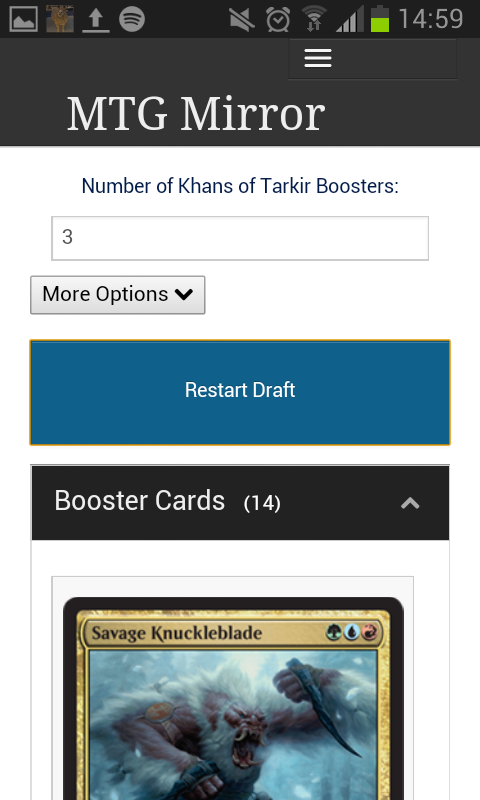 14:59
MTG Mirror
Number of Khans of Tarkir Boosters:
3
More Options
Restart Draft
Booster Cards (14)
Savage Knuckleblade